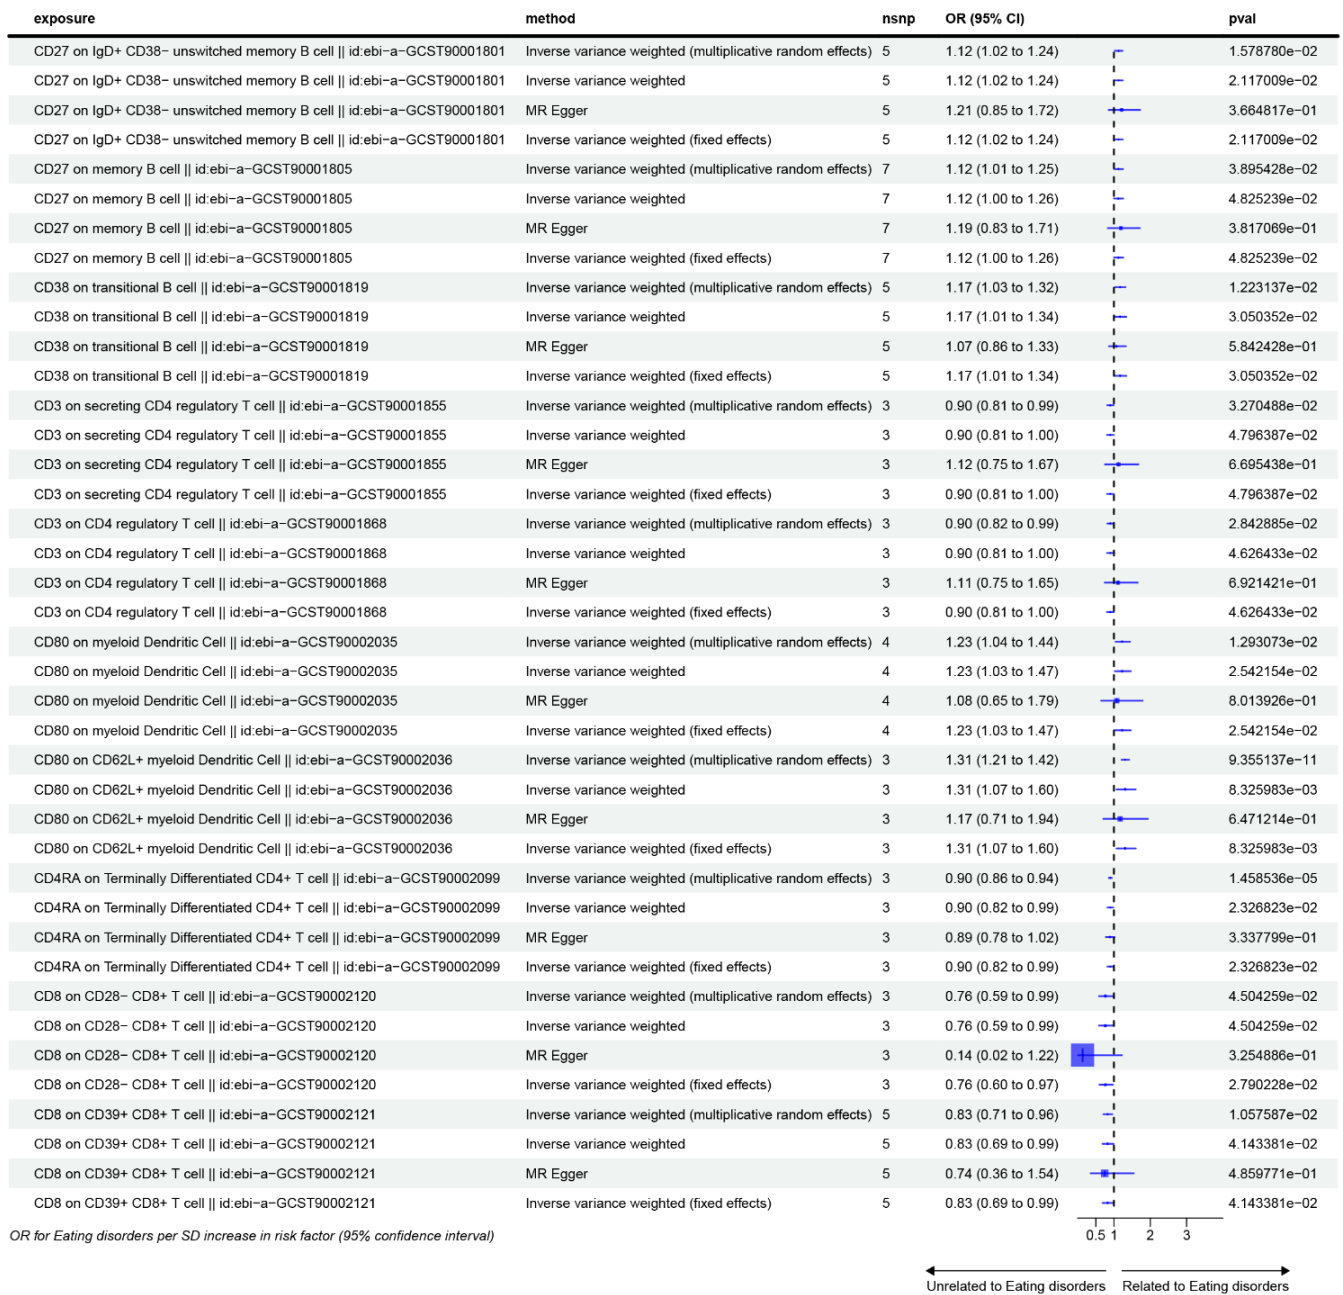 exposure method nsnp OR (95% CI) pval
CD27 on IgD+ CD38− unswitched memory B cell || id:ebi−a−GCST90001801 Inverse variance weighted (multiplicative random effects) 5 1.12 (1.02 to 1.24) 1.578780e−02
CD27 on IgD+ CD38− unswitched memory B cell || id:ebi−a−GCST90001801 Inverse variance weighted 5 1.12 (1.02 to 1.24) 2.117009e−02
CD27 on IgD+ CD38− unswitched memory B cell || id:ebi−a−GCST90001801 MR Egger 5 1.21 (0.85 to 1.72) 3.664817e−01
CD27 on IgD+ CD38− unswitched memory B cell || id:ebi−a−GCST90001801 Inverse variance weighted (fixed effects) 5 1.12 (1.02 to 1.24) 2.117009e−02
CD27 on memory B cell || id:ebi−a−GCST90001805 Inverse variance weighted (multiplicative random effects) 7 1.12 (1.01 to 1.25) 3.895428e−02
CD27 on memory B cell || id:ebi−a−GCST90001805 Inverse variance weighted 7 1.12 (1.00 to 1.26) 4.825239e−02
CD27 on memory B cell || id:ebi−a−GCST90001805 MR Egger 7 1.19 (0.83 to 1.71) 3.817069e−01
CD27 on memory B cell || id:ebi−a−GCST90001805 Inverse variance weighted (fixed effects) 7 1.12 (1.00 to 1.26) 4.825239e−02
CD38 on transitional B cell || id:ebi−a−GCST90001819 Inverse variance weighted (multiplicative random effects) 5 1.17 (1.03 to 1.32) 1.223137e−02
CD38 on transitional B cell || id:ebi−a−GCST90001819 Inverse variance weighted 5 1.17 (1.01 to 1.34) 3.050352e−02
CD38 on transitional B cell || id:ebi−a−GCST90001819 MR Egger 5 1.07 (0.86 to 1.33) 5.842428e−01
CD38 on transitional B cell || id:ebi−a−GCST90001819 Inverse variance weighted (fixed effects) 5 1.17 (1.01 to 1.34) 3.050352e−02
CD3 on secreting CD4 regulatory T cell || id:ebi−a−GCST90001855 Inverse variance weighted (multiplicative random effects) 3 0.90 (0.81 to 0.99) 3.270488e−02
CD3 on secreting CD4 regulatory T cell || id:ebi−a−GCST90001855 Inverse variance weighted 3 0.90 (0.81 to 1.00) 4.796387e−02
CD3 on secreting CD4 regulatory T cell || id:ebi−a−GCST90001855 MR Egger 3 1.12 (0.75 to 1.67) 6.695438e−01
CD3 on secreting CD4 regulatory T cell || id:ebi−a−GCST90001855 Inverse variance weighted (fixed effects) 3 0.90 (0.81 to 1.00) 4.796387e−02
CD3 on CD4 regulatory T cell || id:ebi−a−GCST90001868 Inverse variance weighted (multiplicative random effects) 3 0.90 (0.82 to 0.99) 2.842885e−02
CD3 on CD4 regulatory T cell || id:ebi−a−GCST90001868 Inverse variance weighted 3 0.90 (0.81 to 1.00) 4.626433e−02
CD3 on CD4 regulatory T cell || id:ebi−a−GCST90001868 MR Egger 3 1.11 (0.75 to 1.65) 6.921421e−01
CD3 on CD4 regulatory T cell || id:ebi−a−GCST90001868 Inverse variance weighted (fixed effects) 3 0.90 (0.81 to 1.00) 4.626433e−02
CD80 on myeloid Dendritic Cell || id:ebi−a−GCST90002035 Inverse variance weighted (multiplicative random effects) 4 1.23 (1.04 to 1.44) 1.293073e−02
CD80 on myeloid Dendritic Cell || id:ebi−a−GCST90002035 Inverse variance weighted 4 1.23 (1.03 to 1.47) 2.542154e−02
CD80 on myeloid Dendritic Cell || id:ebi−a−GCST90002035 MR Egger 4 1.08 (0.65 to 1.79) 8.013926e−01
CD80 on myeloid Dendritic Cell || id:ebi−a−GCST90002035 Inverse variance weighted (fixed effects) 4 1.23 (1.03 to 1.47) 2.542154e−02
CD80 on CD62L+ myeloid Dendritic Cell || id:ebi−a−GCST90002036 Inverse variance weighted (multiplicative random effects) 3 1.31 (1.21 to 1.42) 9.355137e−11
CD80 on CD62L+ myeloid Dendritic Cell || id:ebi−a−GCST90002036 Inverse variance weighted 3 1.31 (1.07 to 1.60) 8.325983e−03
CD80 on CD62L+ myeloid Dendritic Cell || id:ebi−a−GCST90002036 MR Egger 3 1.17 (0.71 to 1.94) 6.471214e−01
CD80 on CD62L+ myeloid Dendritic Cell || id:ebi−a−GCST90002036 Inverse variance weighted (fixed effects) 3 1.31 (1.07 to 1.60) 8.325983e−03
CD4RA on Terminally Differentiated CD4+ T cell || id:ebi−a−GCST90002099 Inverse variance weighted (multiplicative random effects) 3 0.90 (0.86 to 0.94) 1.458536e−05
CD4RA on Terminally Differentiated CD4+ T cell || id:ebi−a−GCST90002099 Inverse variance weighted 3 0.90 (0.82 to 0.99) 2.326823e−02
CD4RA on Terminally Differentiated CD4+ T cell || id:ebi−a−GCST90002099 MR Egger 3 0.89 (0.78 to 1.02) 3.337799e−01
CD4RA on Terminally Differentiated CD4+ T cell || id:ebi−a−GCST90002099 Inverse variance weighted (fixed effects) 3 0.90 (0.82 to 0.99) 2.326823e−02
CD8 on CD28− CD8+ T cell || id:ebi−a−GCST90002120 Inverse variance weighted (multiplicative random effects) 3 0.76 (0.59 to 0.99) 4.504259e−02
CD8 on CD28− CD8+ T cell || id:ebi−a−GCST90002120 Inverse variance weighted 3 0.76 (0.59 to 0.99) 4.504259e−02
CD8 on CD28− CD8+ T cell || id:ebi−a−GCST90002120 MR Egger 3 0.14 (0.02 to 1.22) 3.254886e−01
CD8 on CD28− CD8+ T cell || id:ebi−a−GCST90002120 Inverse variance weighted (fixed effects) 3 0.76 (0.60 to 0.97) 2.790228e−02
CD8 on CD39+ CD8+ T cell || id:ebi−a−GCST90002121 Inverse variance weighted (multiplicative random effects) 5 0.83 (0.71 to 0.96) 1.057587e−02
CD8 on CD39+ CD8+ T cell || id:ebi−a−GCST90002121 Inverse variance weighted 5 0.83 (0.69 to 0.99) 4.143381e−02
CD8 on CD39+ CD8+ T cell || id:ebi−a−GCST90002121 MR Egger 5 0.74 (0.36 to 1.54) 4.859771e−01
CD8 on CD39+ CD8+ T cell || id:ebi−a−GCST90002121 Inverse variance weighted (fixed effects) 5 0.83 (0.69 to 0.99) 4.143381e−02
OR for Eating disorders per SD increase in risk factor (95% confidence interval) 0.5 1 2 3
Unrelated to Eating disorders Related to Eating disorders